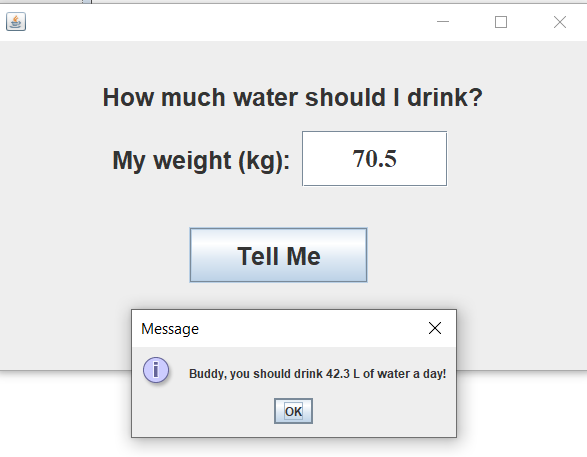 How much water should I drink?
My weight (kg): 70.5
Tell Me
Message
Buddy, you should drink 42.3 L of water a day!
OK